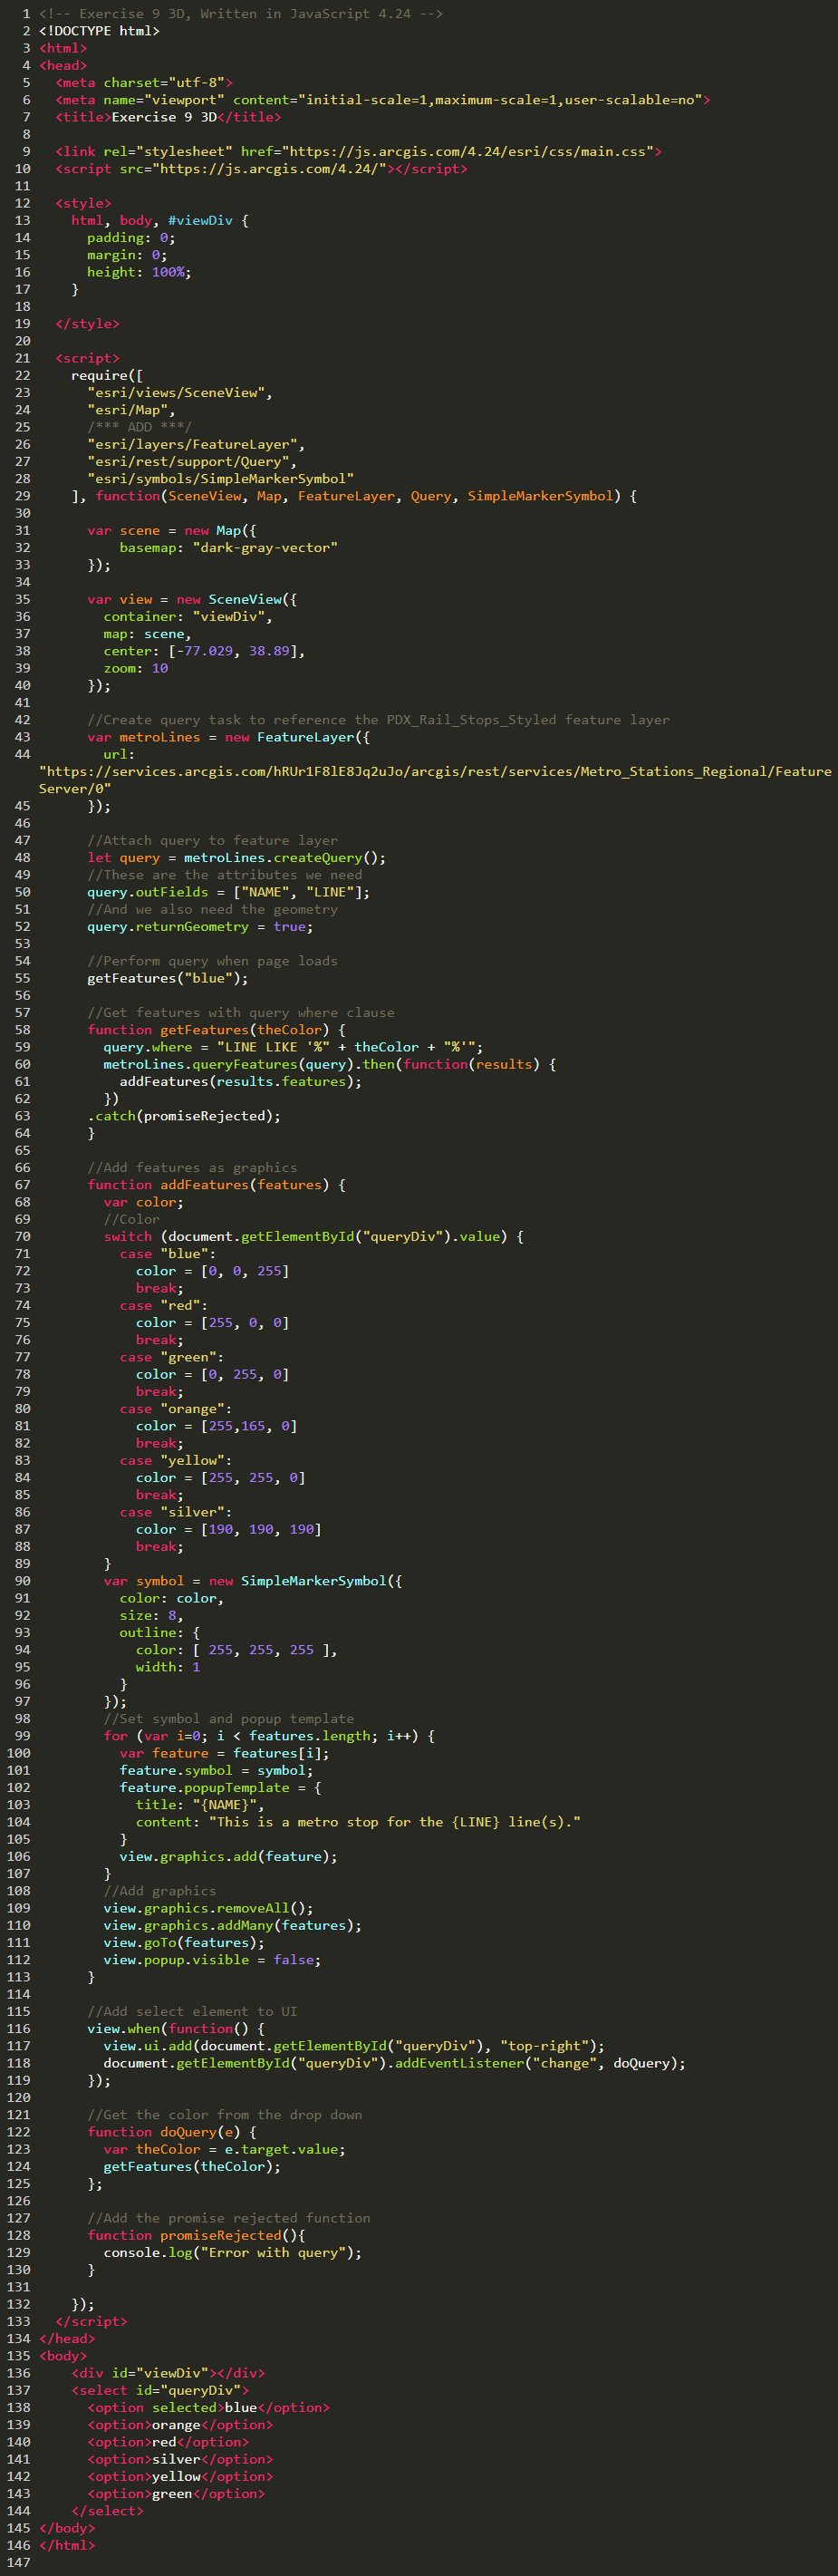 1 <!-- Exercise 9 3D, Written in JavaScript 4.24 -->
2 <!DOCTYPE html>
3 <html>
4 <head>
5   <meta charset="utf-8">
6   <meta name="viewport" content="initial-scale=1,maximum-scale=1,user-scalable=no">
7   <title>Exercise 9 3D</title>
8
9   <link rel="stylesheet" href="https://js.arcgis.com/4.24/esri/css/main.css">
10   <script src="https://js.arcgis.com/4.24/"></script>
11
12   <style>
13     html, body, #viewDiv {
14       padding: 0;
15       margin: 0;
16       height: 100%;
17     }
18
19   </style>
20
21   <script>
22     require([
23       "esri/views/SceneView",
24       "esri/Map",
25       /*** ADD ***/
26       "esri/layers/FeatureLayer",
27       "esri/rest/support/Query",
28       "esri/symbols/SimpleMarkerSymbol"
29     ], function(SceneView, Map, FeatureLayer, Query, SimpleMarkerSymbol) {
30
31       var scene = new Map({
32           basemap: "dark-gray-vector"
33       });
34
35       var view = new SceneView({
36         container: "viewDiv",
37         map: scene,
38         center: [-77.029, 38.89],
39         zoom: 10
40       });
41
42       //Create query task to reference the PDX_Rail_Stops_Styled feature layer
43       var metroLines = new FeatureLayer({
44         url:
"https://services.arcgis.com/hRUr1F8lE8Jq2uJo/arcgis/rest/services/Metro_Stations_Regional/Feature
Server/0"
45       });
46
47       //Attach query to feature layer
48       let query = metroLines.createQuery();
49       //These are the attributes we need
50       query.outFields = ["NAME", "LINE"];
51       //And we also need the geometry
52       query.returnGeometry = true;
53
54       //Perform query when page loads
55       getFeatures("blue");
56
57       //Get features with query where clause
58       function getFeatures(theColor) {
59         query.where = "LINE LIKE '%" + theColor + "%'";
60         metroLines.queryFeatures(query).then(function(results) {
61           addFeatures(results.features);
62         })
63       .catch(promiseRejected);
64       }
65
66       //Add features as graphics
67       function addFeatures(features) {
68         var color;
69         //Color
70         switch (document.getElementById("queryDiv").value) {
71           case "blue":
72             color = [0, 0, 255]
73             break;
74           case "red":
75             color = [255, 0, 0]
76             break;
77           case "green":
78             color = [0, 255, 0]
79             break;
80           case "orange":
81             color = [255,165, 0]
82             break;
83           case "yellow":
84             color = [255, 255, 0]
85             break;
86           case "silver":
87             color = [190, 190, 190]
88             break;
89         }
90         var symbol = new SimpleMarkerSymbol({
91           color: color,
92           size: 8,
93           outline: {
94             color: [ 255, 255, 255 ],
95             width: 1
96           }
97         });
98         //Set symbol and popup template
99         for (var i=0; i < features.length; i++) {
100           var feature = features[i];
101           feature.symbol = symbol;
102           feature.popupTemplate = {
103             title: "{NAME}",
104             content: "This is a metro stop for the {LINE} line(s)."
105           }
106           view.graphics.add(feature);
107         }
108         //Add graphics
109         view.graphics.removeAll();
110         view.graphics.addMany(features);
111         view.goTo(features);
112         view.popup.visible = false;
113       }
114
115       //Add select element to UI
116       view.when(function() {
117         view.ui.add(document.getElementById("queryDiv"), "top-right");
118         document.getElementById("queryDiv").addEventListener("change", doQuery);
119       });
120
121       //Get the color from the drop down
122       function doQuery(e) {
123         var theColor = e.target.value;
124         getFeatures(theColor);
125       };
126
127       //Add the promise rejected function
128       function promiseRejected(){
129         console.log("Error with query");
130       }
131
132     });
133   </script>
134 </head>
135 <body>
136     <div id="viewDiv"></div>
137     <select id="queryDiv">
138       <option selected>blue</option>
139       <option>orange</option>
140       <option>red</option>
141       <option>silver</option>
142       <option>yellow</option>
143       <option>green</option>
144     </select>
145 </body>
146 </html>
147